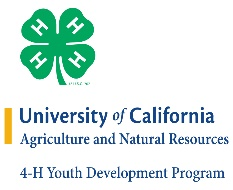 H H
H H
University of California
Agriculture and Natural Resources
4-H Youth Development Program